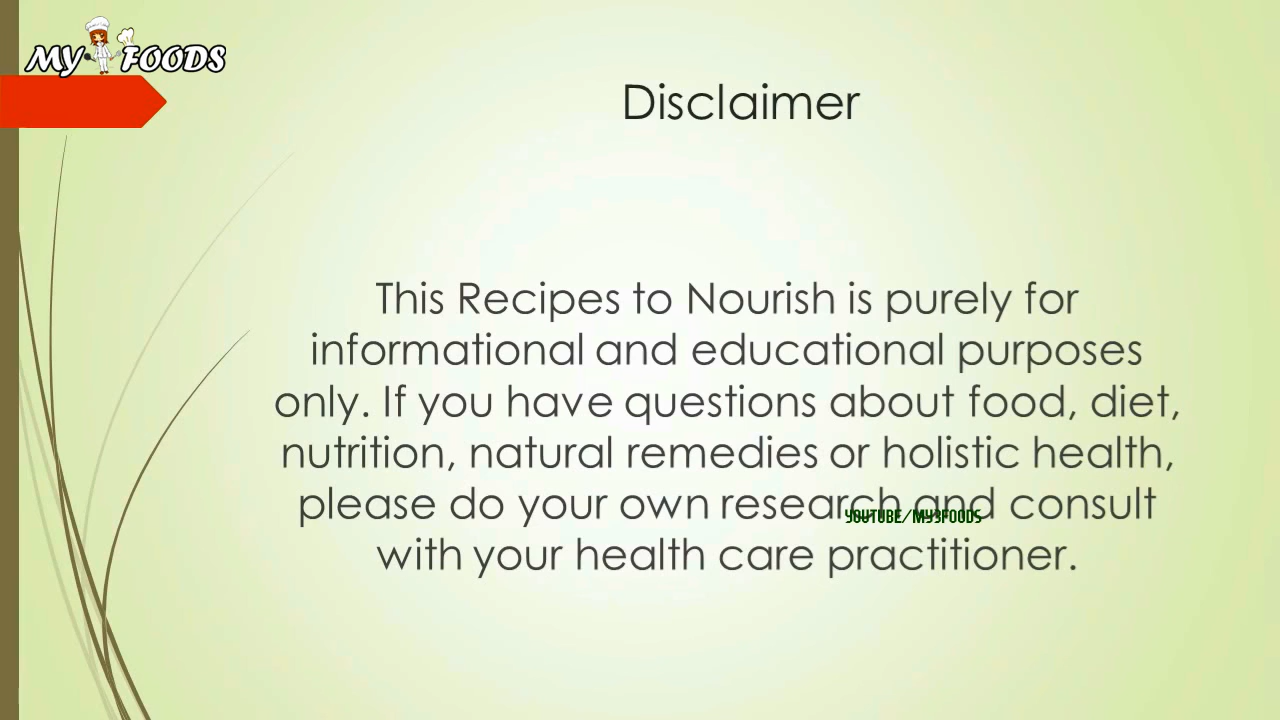 MY FOODS
Disclaimer
This Recipes to Nourish is purely for
informational and educational purposes
only. If you have questions about food, diet,
nutrition, natural remedies or holistic health,
please do your own research and consult
YOUTUBE/MY3FOODS
with your health care practitioner.